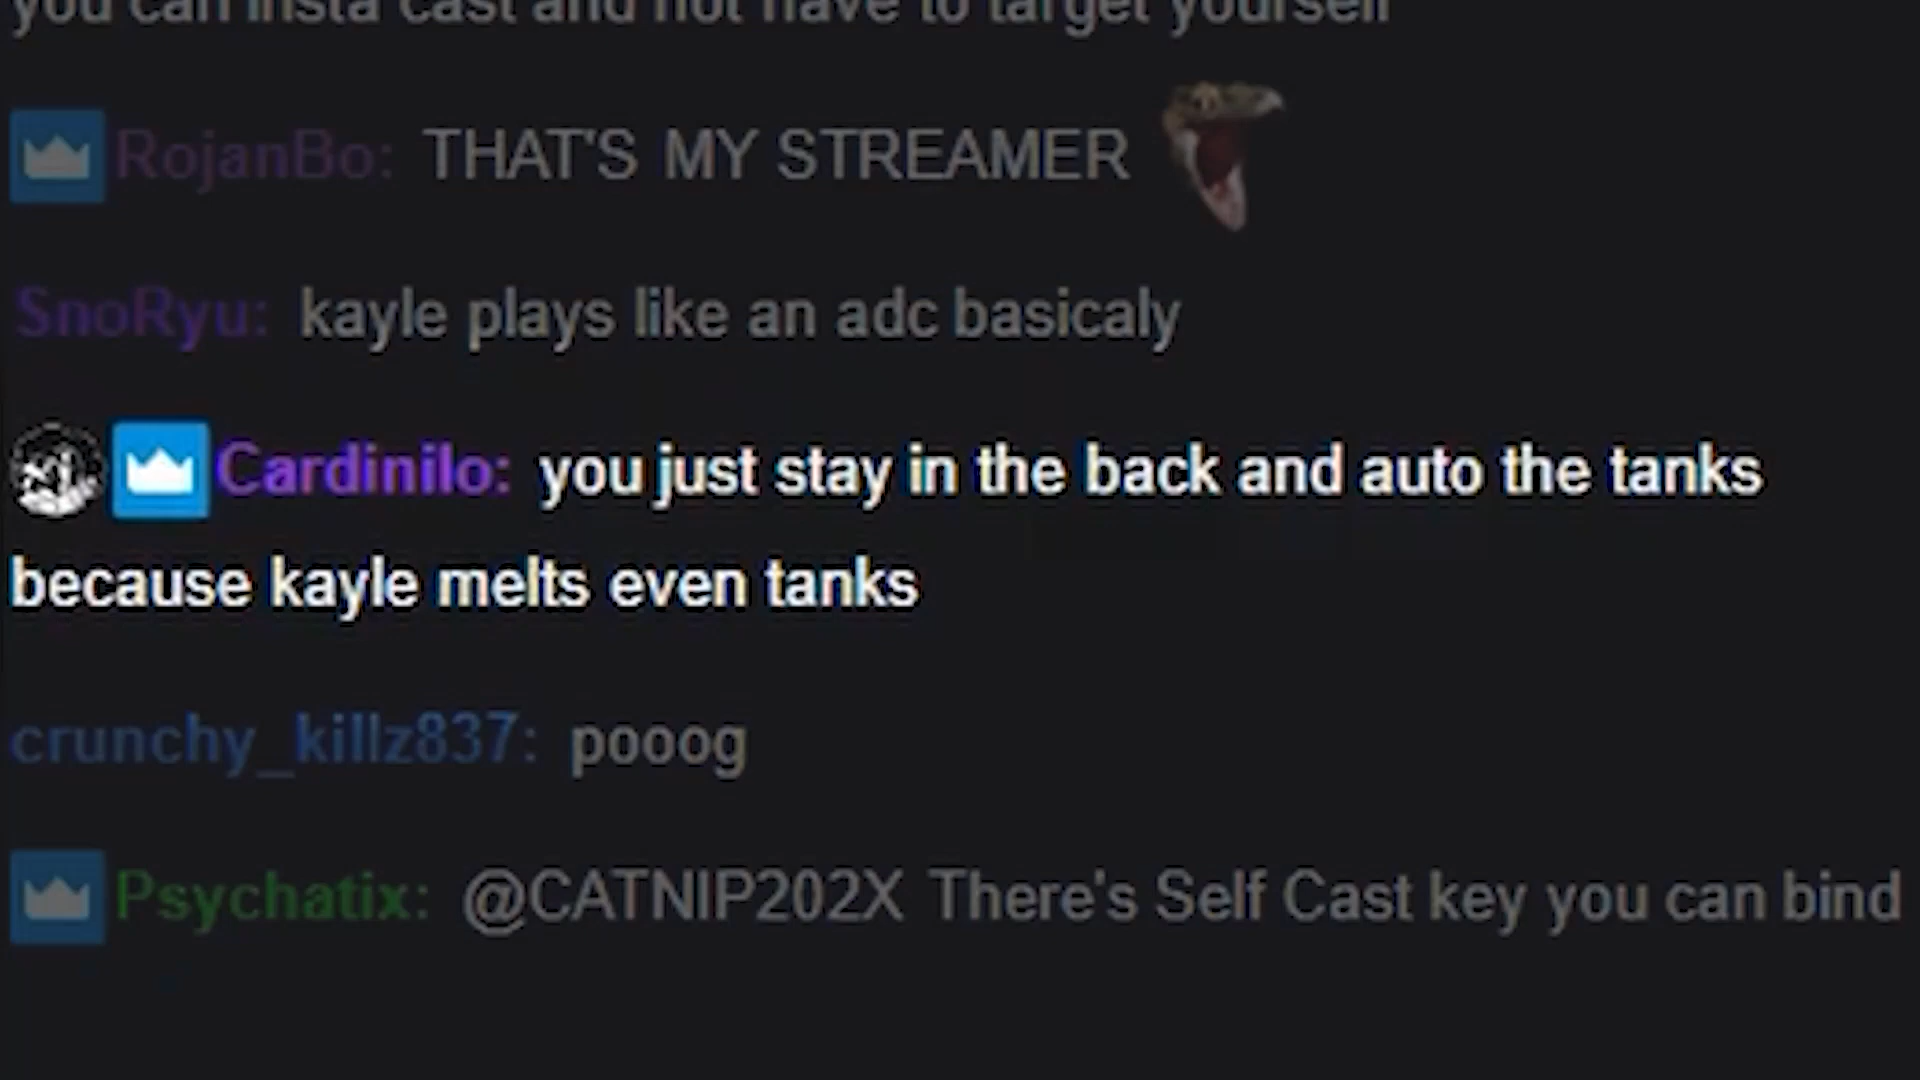 you can insta cast and not have to target yourself
RojanBo: THAT'S MY STREAMER
SnoRyu: kayle plays like an adc basicaly
Cardinilo: you just stay in the back and auto the tanks
because kayle melts even tanks
crunchy_killz837: pooog
Psychatix: @CATNIP202X There's Self Cast key you can bind